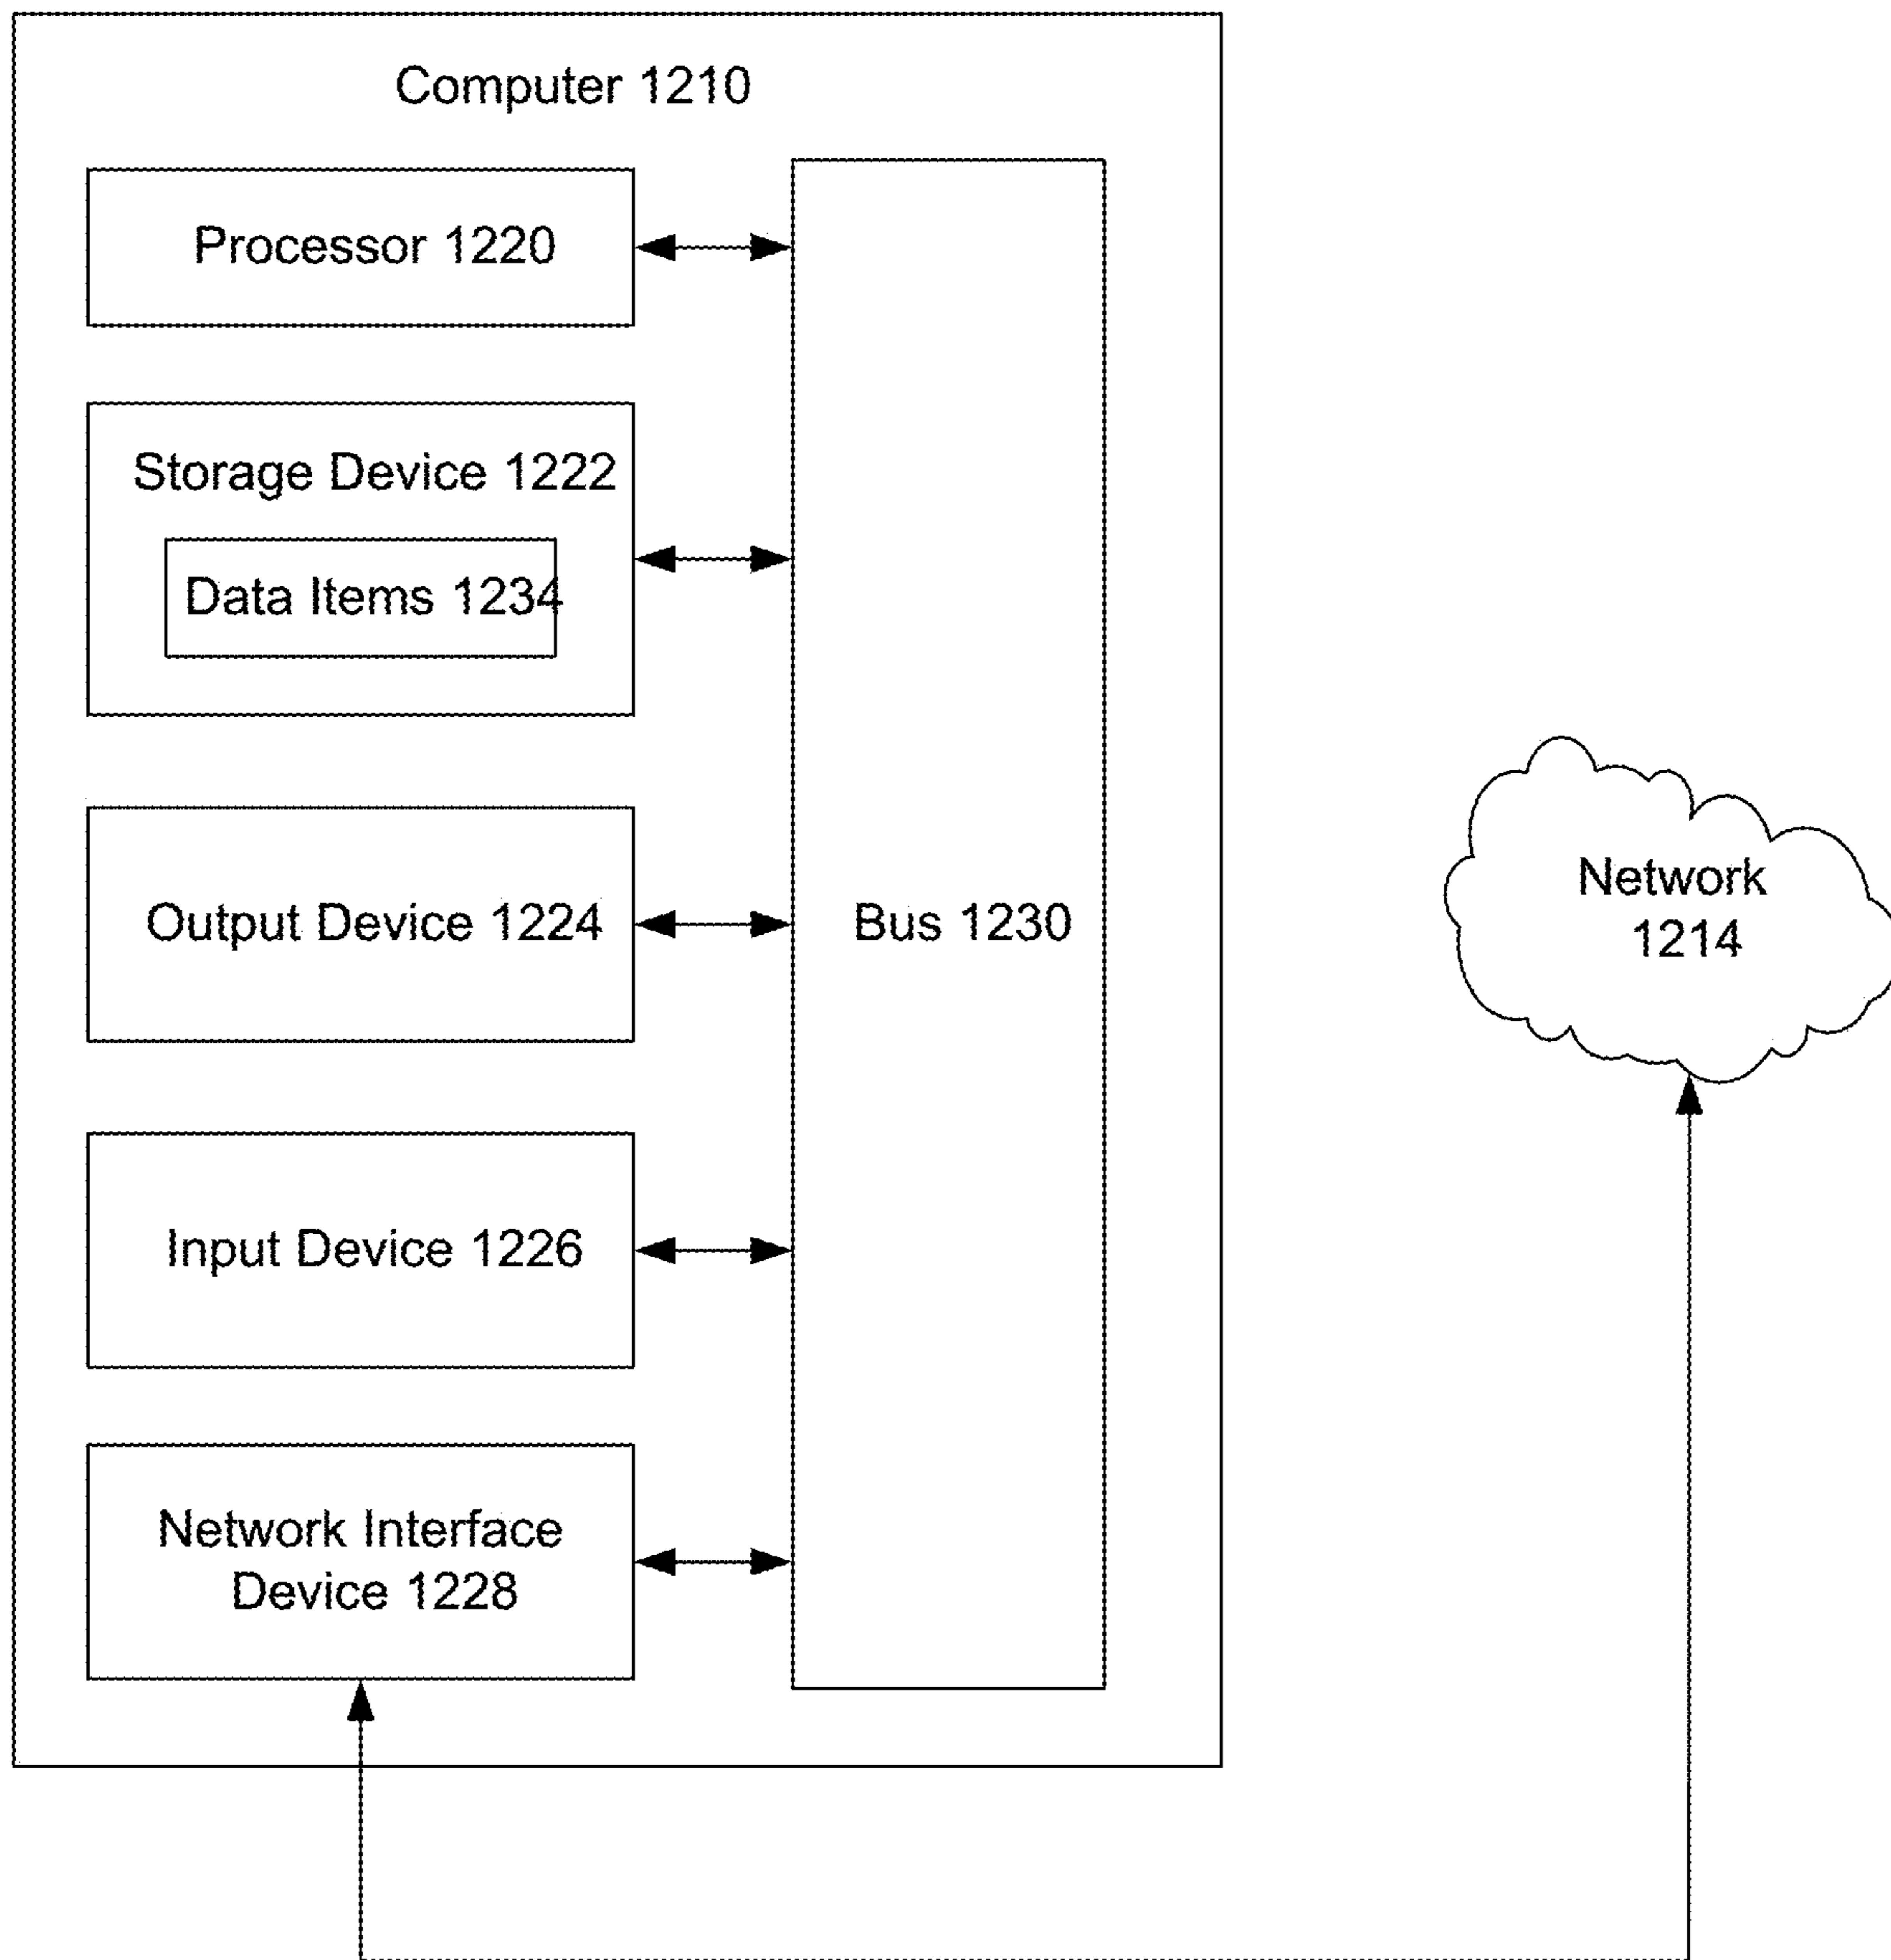 Computer 1210
Processor 1220
Storage Device 1222
Data Items 1234
Output Device 1224
Bus 1230
Input Device 1226
Network Interface
Device 1228
Network
1214